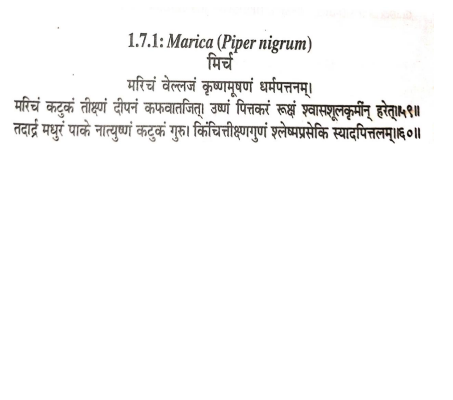 1.7.1: Marica (Piper nigrum)
मिर्च
मरिचं वेल्लजं कृष्णमूषणं धर्मपत्तनम्।
मरिचं कटुकं तीक्ष्णं दीपनं कफवातजित्। उष्णं पित्तकरं रूक्षं श्वासशूलकृमीन् हरेत्॥५९॥
तदार्द्रं मधुरं पाके नात्युष्णं कटुकं गुरु। किंचित्तीक्ष्णगुणं श्लेष्मप्रसेकि स्यादपित्तलम्॥६०॥